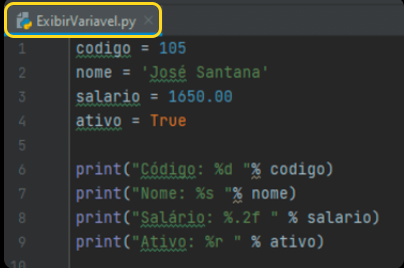 ExibirVariavel.py
1 codigo = 105
2 nome = 'José Santana'
3 salario = 1650.00
4 ativo = True
5
6 print("Código: %d "% codigo)
7 print("Nome: %s "% nome)
8 print("Salário: %.2f " % salario)
9 print("Ativo: %r " % ativo)
10